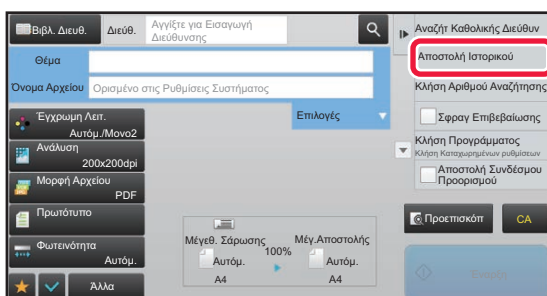 Βιβλ. Διευθ.
Διεύθ.
Αγγίξτε για Εισαγωγή
Διεύθυνσης
Θέμα
Όνομα Αρχείου
Ορισμένο στις Ρυθμίσεις Συστήματος
Έγχρωμη Λειτ.
Αυτόμ./Μονο2
Επιλογές
Ανάλυση
200x200dpi
Μορφή Αρχείου
PDF
Πρωτότυπο
Φωτεινότητα
Αυτόμ.
Άλλα
Μέγεθ. Σάρωσης
100%
Μέγ.Αποστολής
Αυτόμ.
Αυτόμ.
A4
A4
Αναζήτ Καθολικής Διεύθυν
Αποστολή Ιστορικού
Κλήση Αριθμού Αναζήτησης
Σφραγ Επιβεβαίωσης
Κλήση Προγράμματος
Κλήση Καταχωρημένων ρυθμίσεων
Αποστολή Συνδέσμου
Προορισμού
Προεπισκόπ
CA
Έναρξη